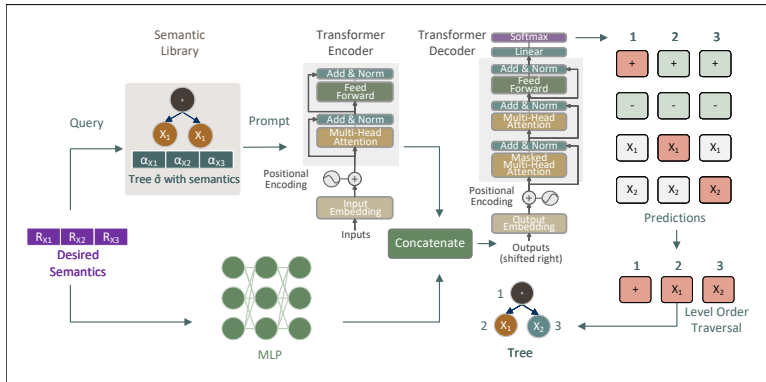 Semantic
Library
+
X₁ X₁
αX1 αX2 αX3
Tree σ̂ with semantics
Query
Prompt
RX1 RX2 RX3
Desired
Semantics
MLP
Transformer
Encoder
Add & Norm
Feed
Forward
Add & Norm
Multi-Head
Attention
Positional
Encoding
+
Input
Embedding
Inputs
Concatenate
Transformer
Decoder
Softmax
Linear
Add & Norm
Feed
Forward
Add & Norm
Multi-Head
Attention
Add & Norm
Masked
Multi-Head
Attention
Positional
Encoding
+
Output
Embedding
Outputs
(shifted right)
1 2 3
+ + +
- - -
X₁ X₁ X₁
X₂ X₂ X₂
Predictions
1 2 3
+ X₁ X₂
Level Order
Traversal
1 +
2 X₁ X₂ 3
Tree